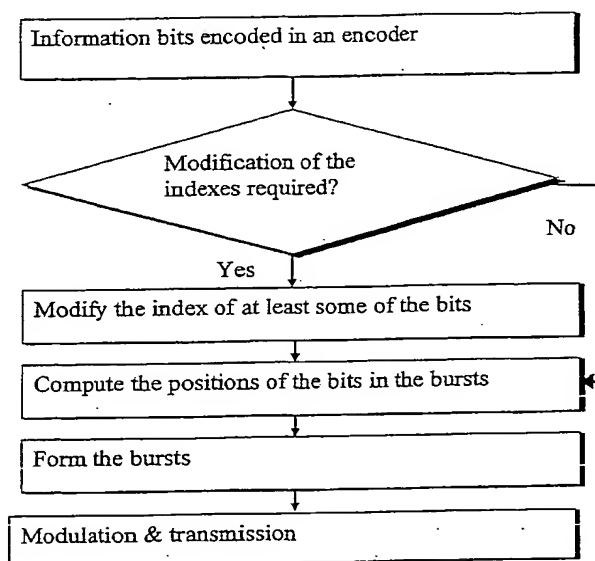 Information bits encoded in an encoder
Modification of the
indexes required?
No
Yes
Modify the index of at least some of the bits
Compute the positions of the bits in the bursts
Form the bursts
Modulation & transmission